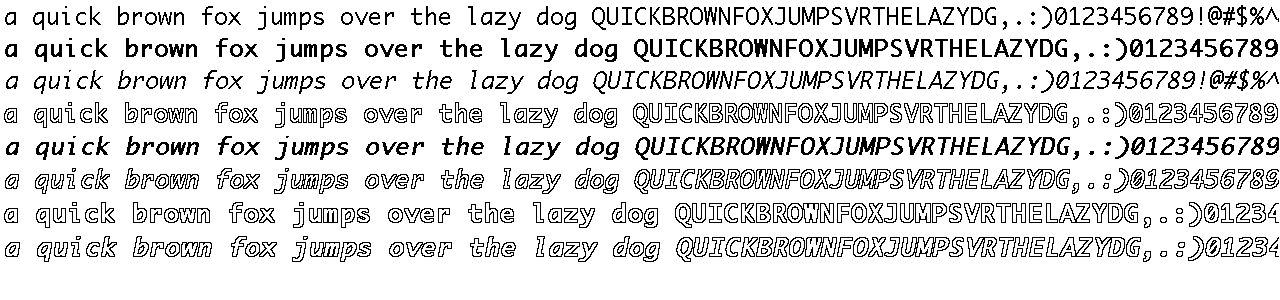 a quick brown fox jumps over the lazy dog QUICKBROWNFOXJUMPSVRTHELAZYDG,.:)0123456789!@#$%^
a quick brown fox jumps over the lazy dog QUICKBROWNFOXJUMPSVRTHELAZYDG,.:)0123456789
a quick brown fox jumps over the lazy dog QUICKBROWNFOXJUMPSVRTHELAZYDG,.:)0123456789!@#$%^
a quick brown fox jumps over the lazy dog QUICKBROWNFOXJUMPSVRTHELAZYDG,.:)0123456789
a quick brown fox jumps over the lazy dog QUICKBROWNFOXJUMPSVRTHELAZYDG,.:)0123456789
a quick brown fox jumps over the lazy dog QUICKBROWNFOXJUMPSVRTHELAZYDG,.:)0123456789
a quick brown fox jumps over the lazy dog QUICKBROWNFOXJUMPSVRTHELAZYDG,.:)01234
a quick brown fox jumps over the lazy dog QUICKBROWNFOXJUMPSVRTHELAZYDG,.:)01234